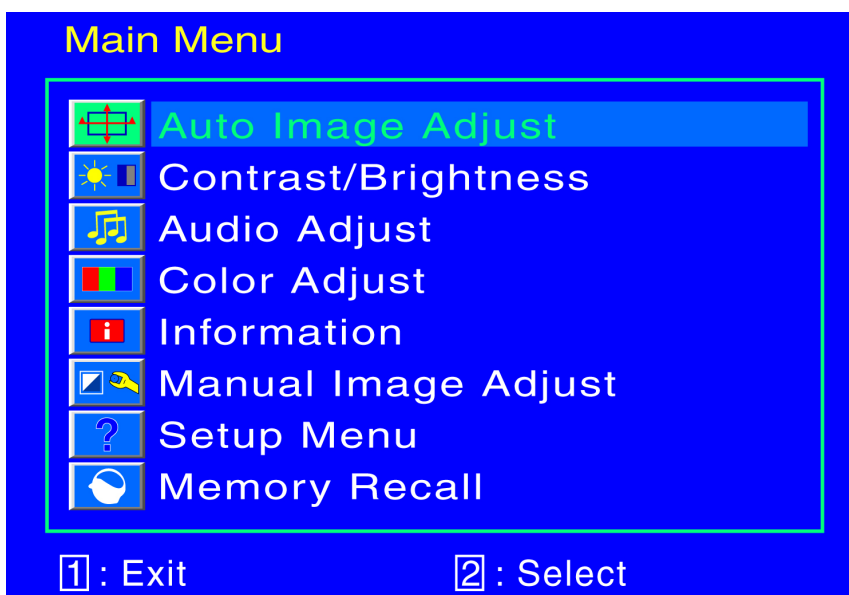 Main Menu
Auto Image Adjust
Contrast/Brightness
Audio Adjust
Color Adjust
i Information
Manual Image Adjust
? Setup Menu
Memory Recall
1 : Exit 2 : Select